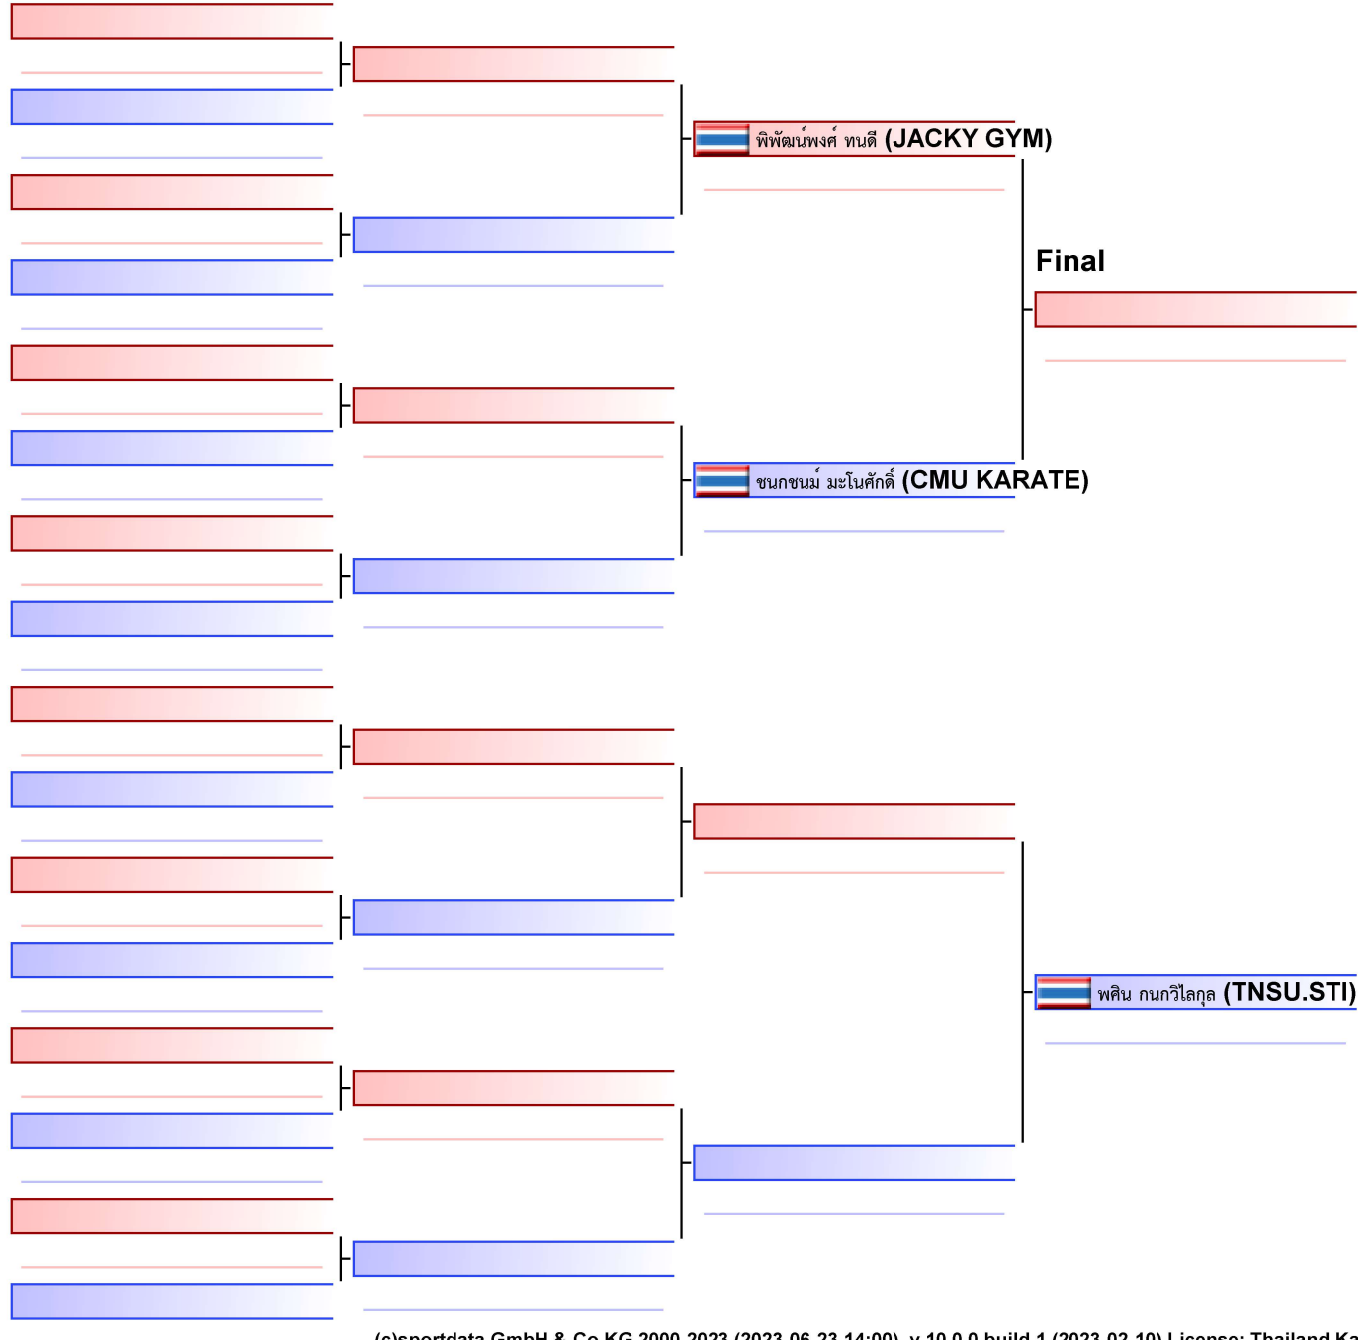 พิพัฒน์พงศ์ ทนดี (JACKY GYM)
Final
ชนกชนม์ มะโนศักดิ์ (CMU KARATE)
พศิน กนกวิไลกุล (TNSU.STI)
(c)sportdata GmbH & Co KG 2000-2023 (2023-06-23 14:00) v 10.0.0 build 1 (2023-02-10) License: Thailand Ka